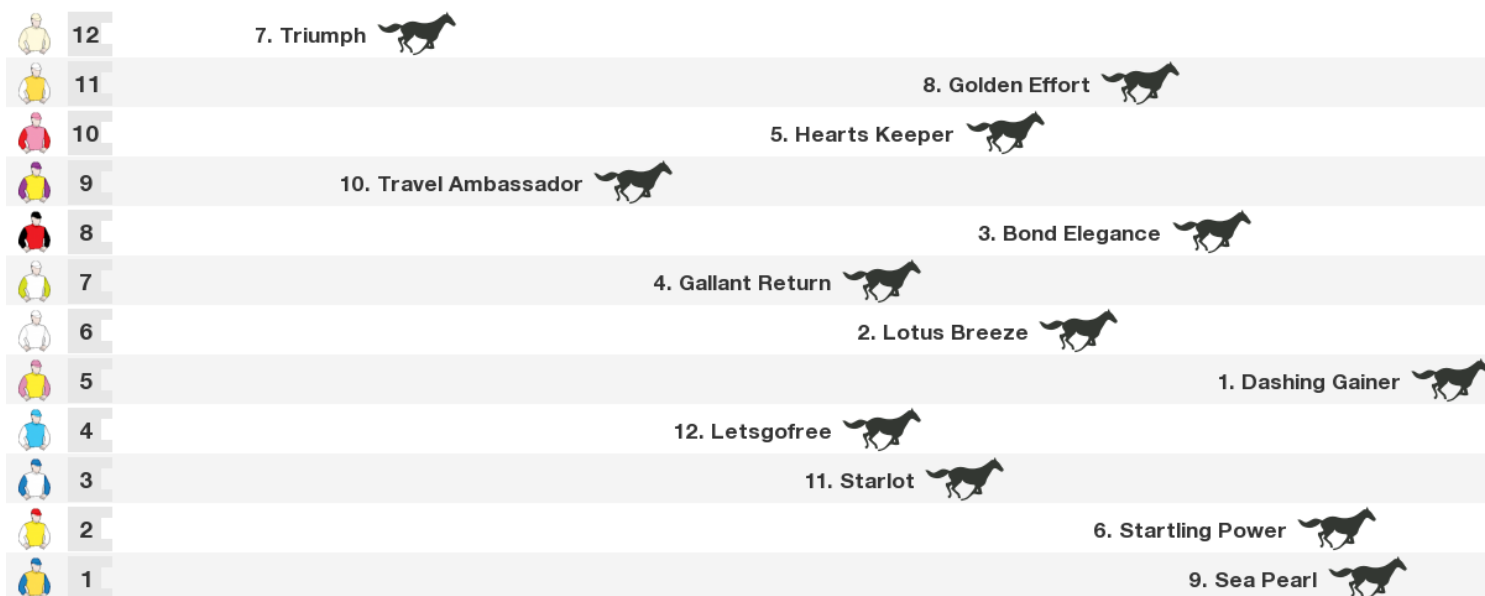 12 7. Triumph
11 8. Golden Effort
10 5. Hearts Keeper
9 10. Travel Ambassador
8 3. Bond Elegance
7 4. Gallant Return
6 2. Lotus Breeze
5 1. Dashing Gainer
4 12. Letsgofree
3 11. Starlot
2 6. Startling Power
1 9. Sea Pearl